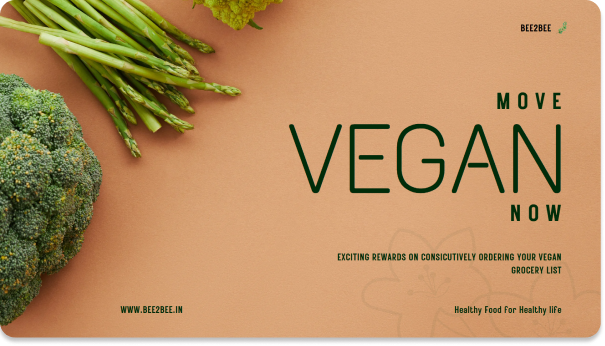 BEE2BEE
MOVE
VEGAN
NOW
EXCITING REWARDS ON CONSICUTIVELY ORDERING YOUR VEGAN
GROCERY LIST
WWW.BEE2BEE.IN
Healthy Food For Healthy life